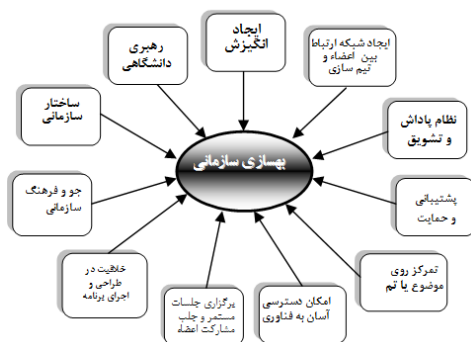 ایجاد
انگیزش
رهبری
دانشگاهی
ایجاد شبکه ارتباط
بین اعضاء و
تیم سازی
ساختار
سازمانی
نظام پاداش
و تشویق
بهسازی سازمانی
جو و فرهنگ
سازمانی
پشتیبانی
و حمایت
خلاقیت در
طراحی و
اجرای برنامه
برگزاری جلسات
مستمر و جلب
مشارکت اعضاء
امکان دسترسی
آسان به فناوری
تمرکز روی
موضوع یا تم